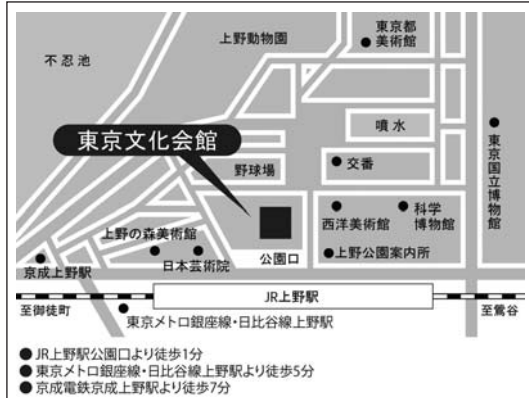 上野動物園
東京都
美術館
不忍池
噴水
東京文化会館
東京国立博物館
野球場
交番
西洋美術館
科学
博物館
上野の森美術館
日本芸術院
公園口
上野公園案内所
京成上野駅
JR上野駅
至御徒町
至鶯谷
東京メトロ銀座線・日比谷線上野駅
●JR上野駅公園口より徒歩1分
●東京メトロ銀座線・日比谷線上野駅より徒歩5分
●京成電鉄京成上野駅より徒歩7分